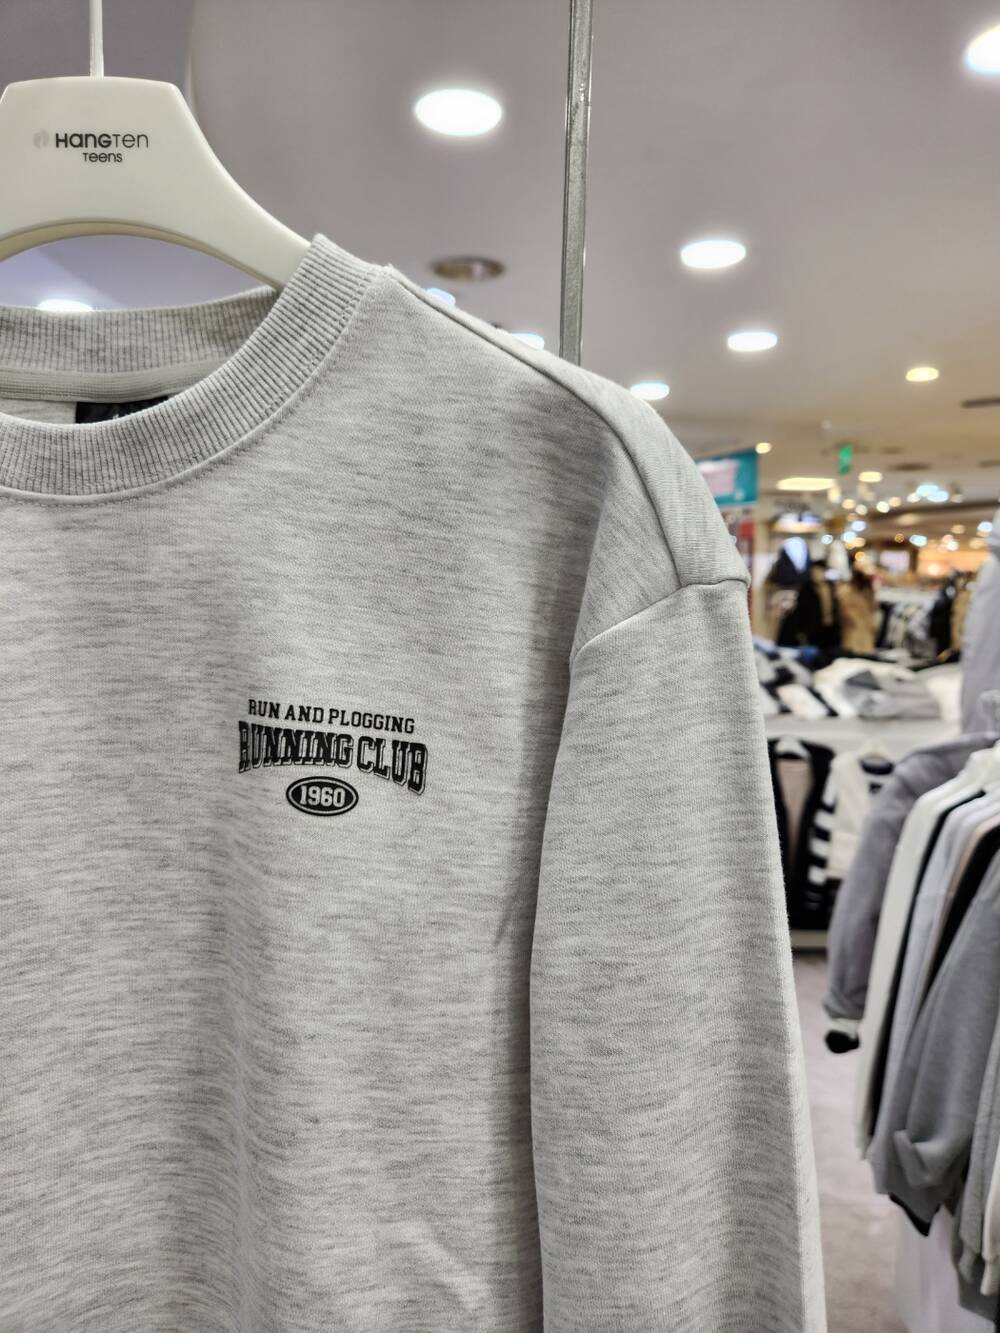 HANGTEN
Teens
RUN AND PLOGGING
RUNNING CLUB
1960